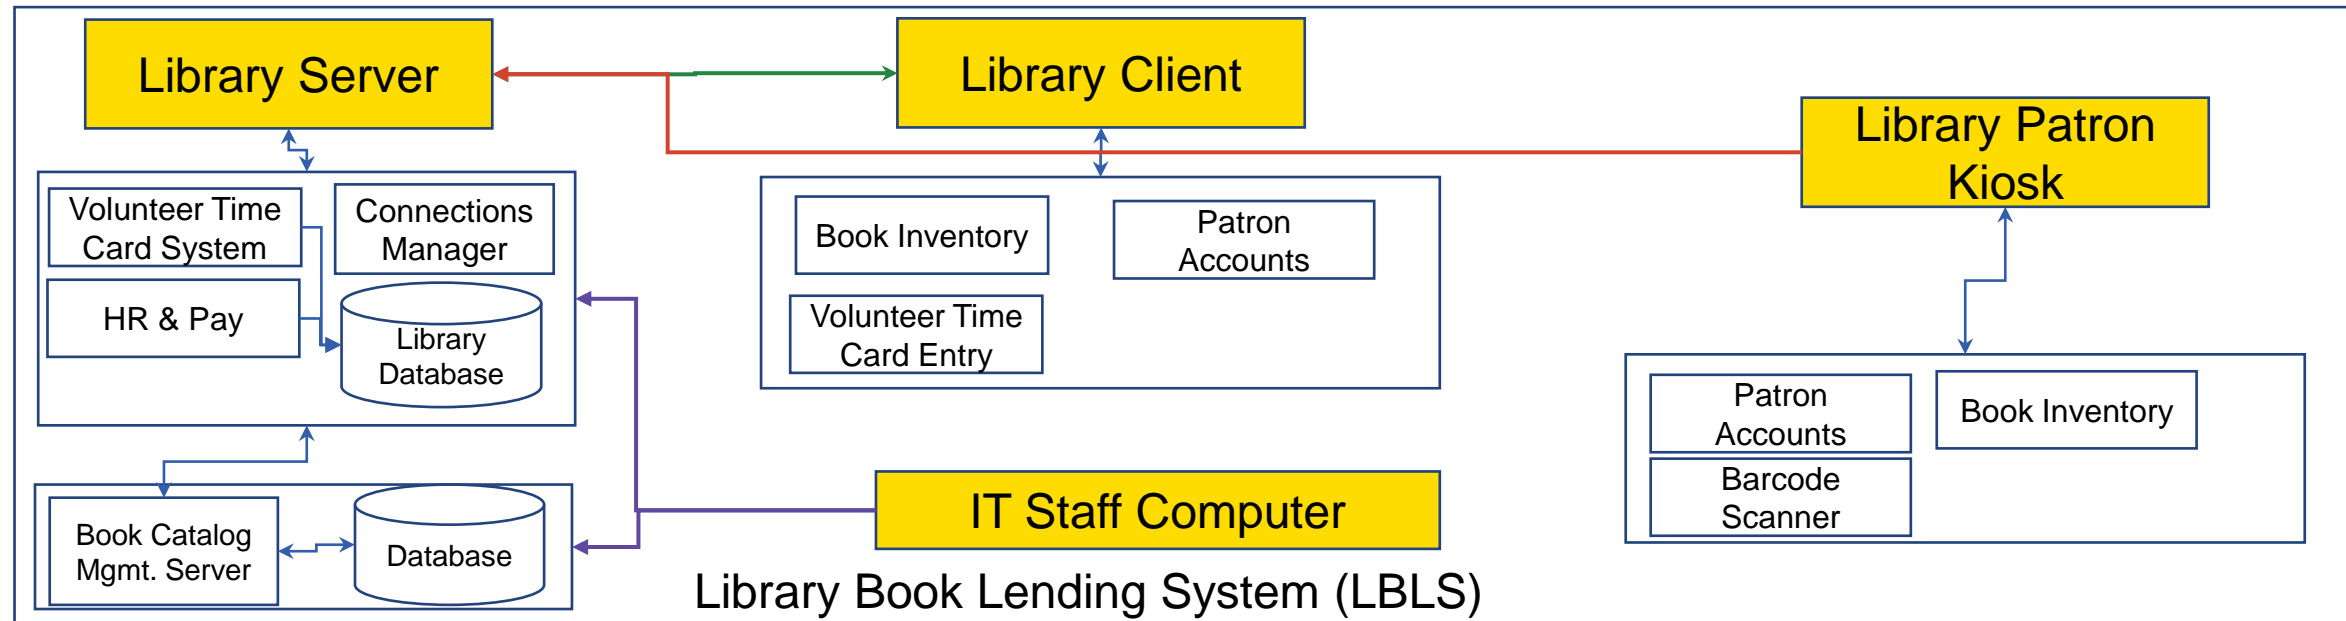 Library Server
Library Client
Library Patron
Kiosk
Volunteer Time
Card System
Connections
Manager
HR & Pay
Library
Database
Book Inventory
Patron
Accounts
Volunteer Time
Card Entry
Patron
Accounts
Book Inventory
Barcode
Scanner
IT Staff Computer
Book Catalog
Mgmt. Server
Database
Library Book Lending System (LBLS)